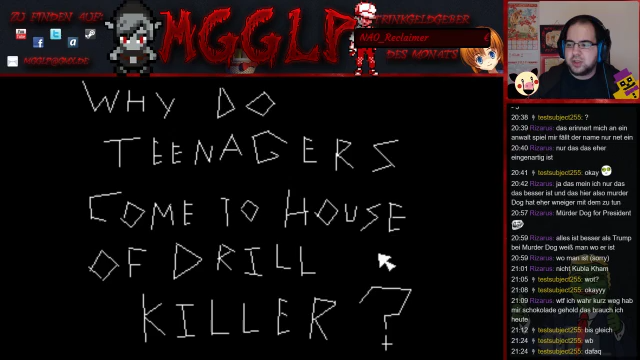 ZU FINDEN AUF:
MGGLP@GMX.DE
MGGLP
TRINKGELDGEBER
NA0_Reclaimer
€
DES MONATS
WHY DO
TEENAGERS
COME TO HOUSE
OF DRILL
KILLER?
20:38 testsubject255: ?
20:39 Rizarus: das erinnert mich an ein
anwalt spiel mir fällt der name nur net ein
20:40 Rizarus: nur das das eher
eingenartig ist
20:41 testsubject255: okay
20:42 Rizarus: ja das mein ich nur das
das besser ist und das hier also murder
Dog hat eher wneiger mit dem zu tun
20:57 Rizarus: Mürder Dog for President
20:59 Rizarus: alles ist besser als Trump
bei Mürder Dog weiß man wo er ist
20:59 Rizarus: wo man ist (sorry)
21:01 Rizarus: nicht Kubla Kham
21:05 testsubject255: wot?
21:08 testsubject255: okayyy
21:09 Rizarus: wtf ich wahr kurz weg hab
mir schokolade gehold das brauch ich
heute
21:12 testsubject255: bis gleich
21:24 testsubject255: wb
21:24 testsubject255: dafaq